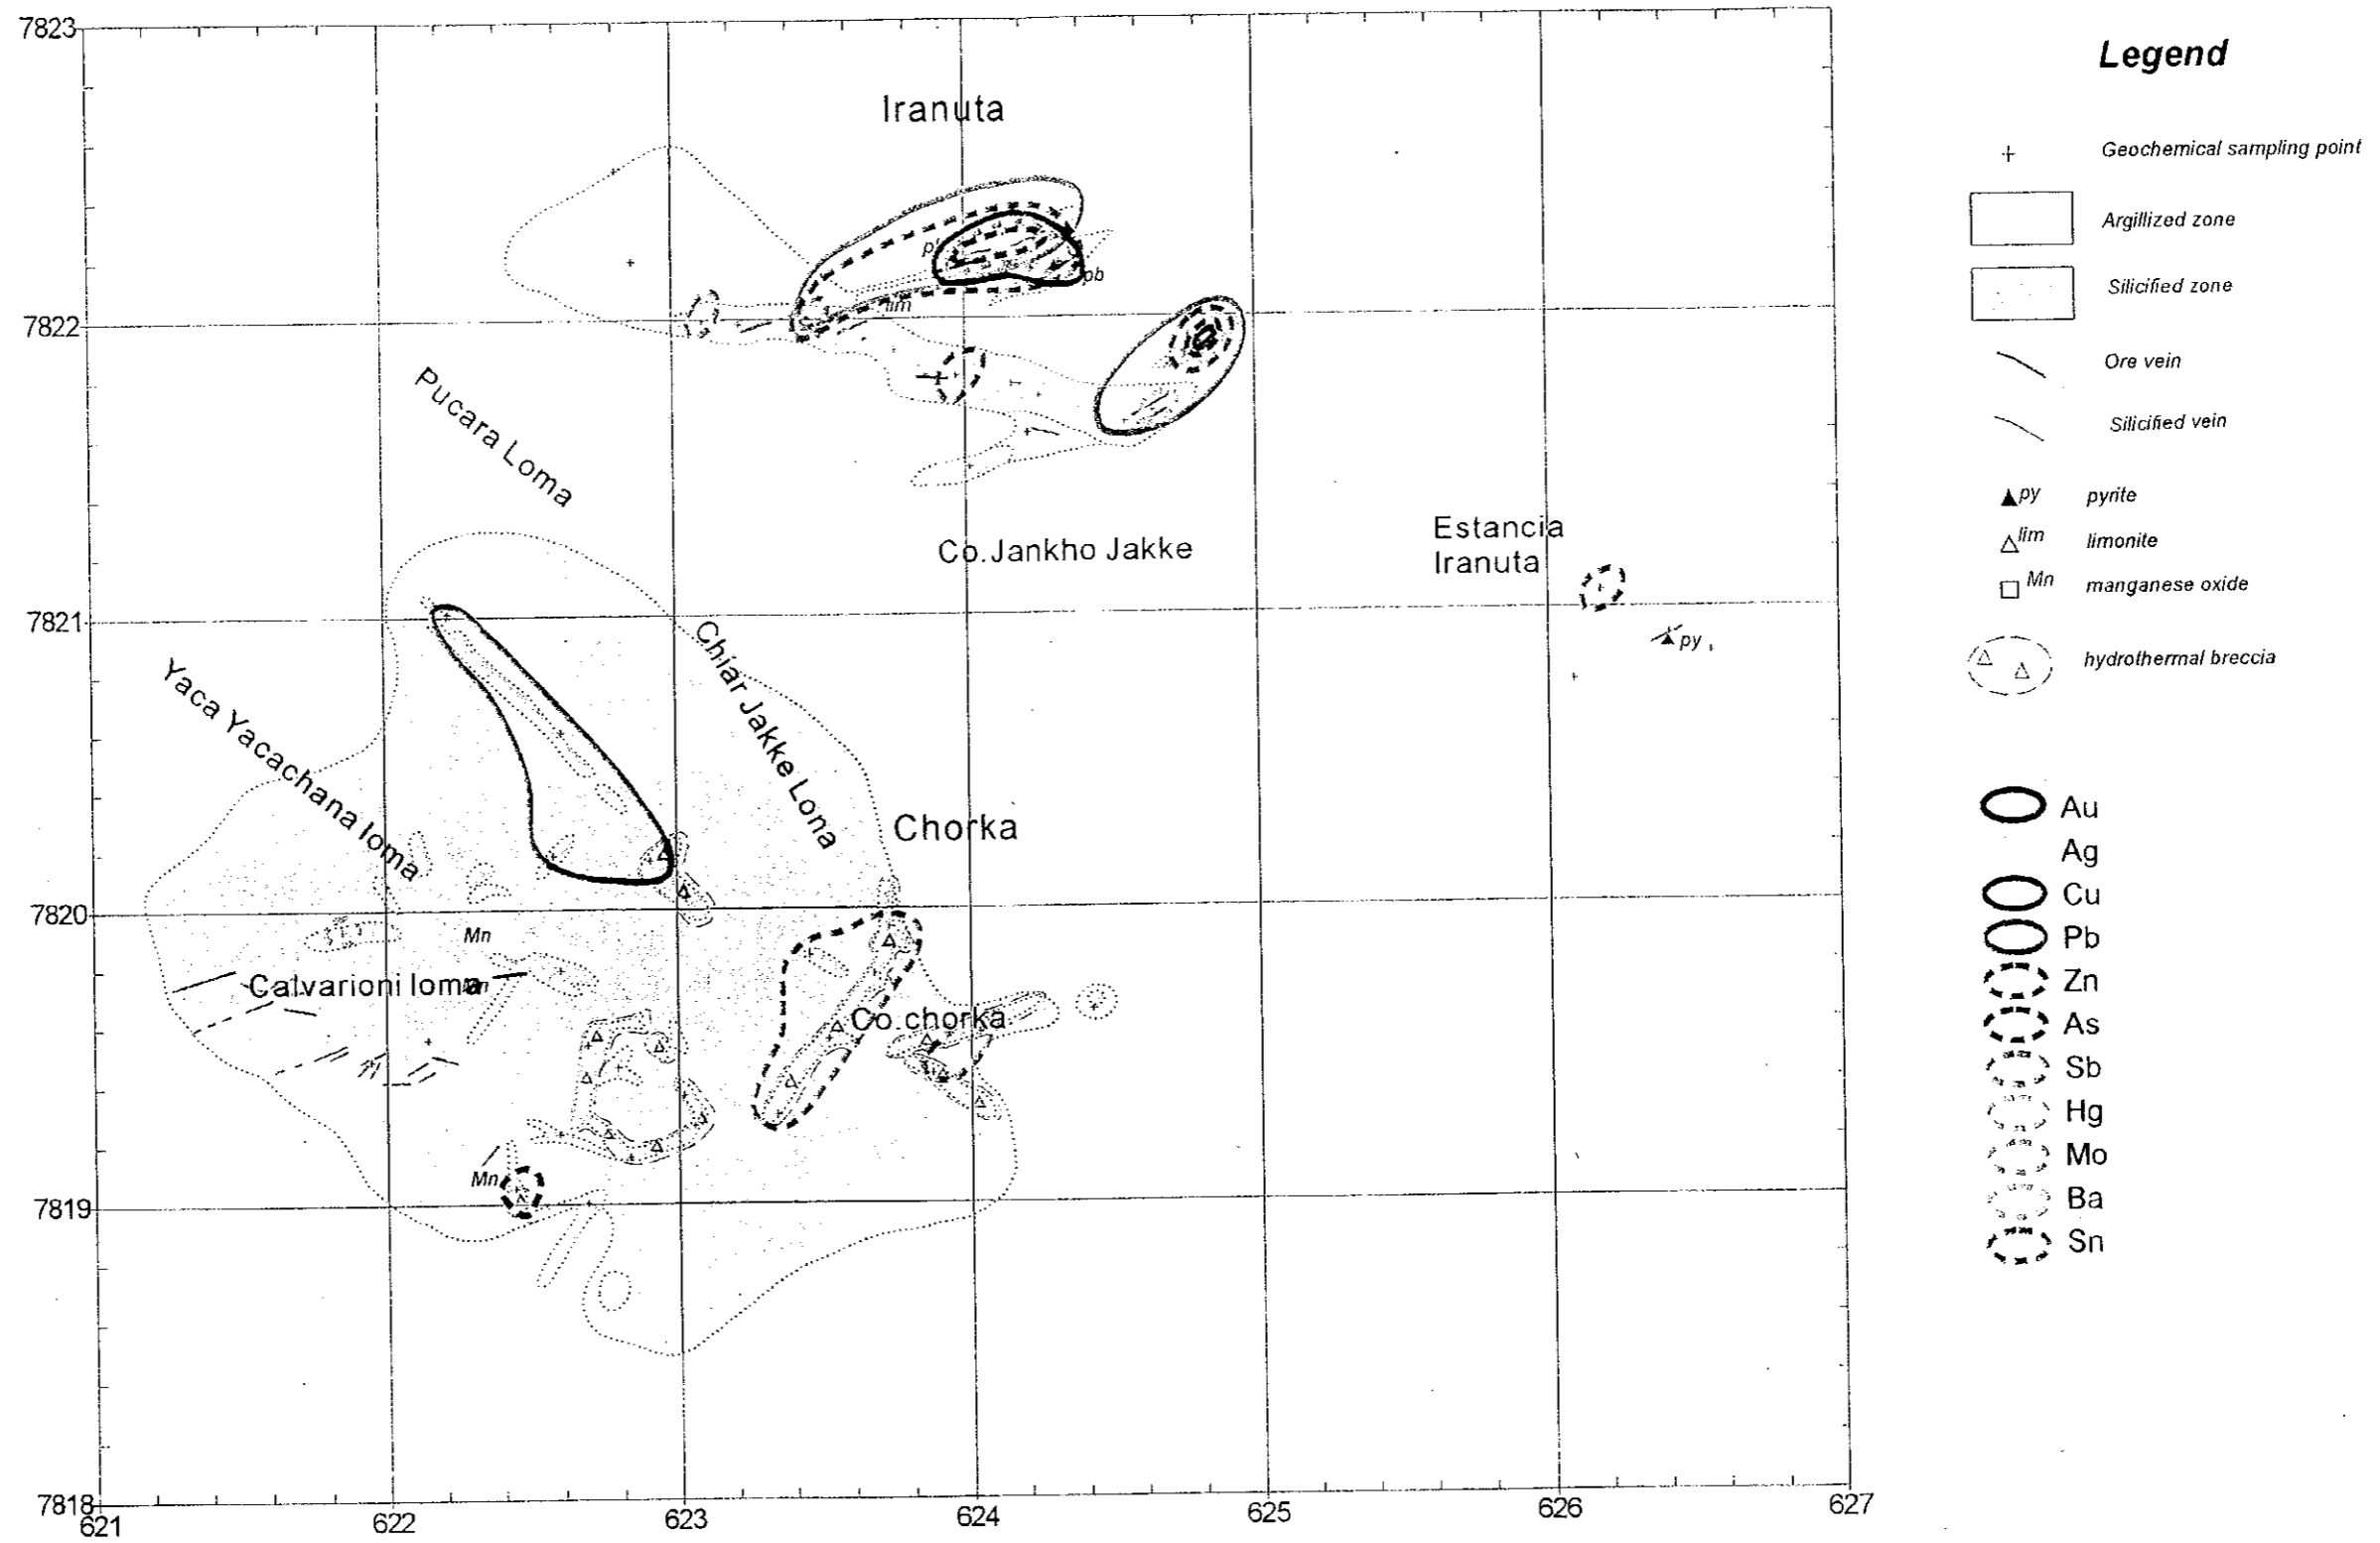 7823
Legend
Iranuta
Geochemical sampling point
Argillized zone
pb
Silicified zone
lim
7822
Ore vein
Pucara Loma
Silicified vein
py
pyrite
Estancia
Iranuta
Co.Jankho Jakke
lim
limonite
Mn
manganese oxide
7821
Chiar Jakke Lona
py
hydrothermal breccia
Yaca Yacachana loma
Chorka
Au
Ag
Cu
7820
Mn
Pb
Calvarioni loma
Mn
Zn
Co.chorka
As
Sb
Hg
Mo
Mn
Ba
7819
Sn
7818
621
622
623
624
625
626
627